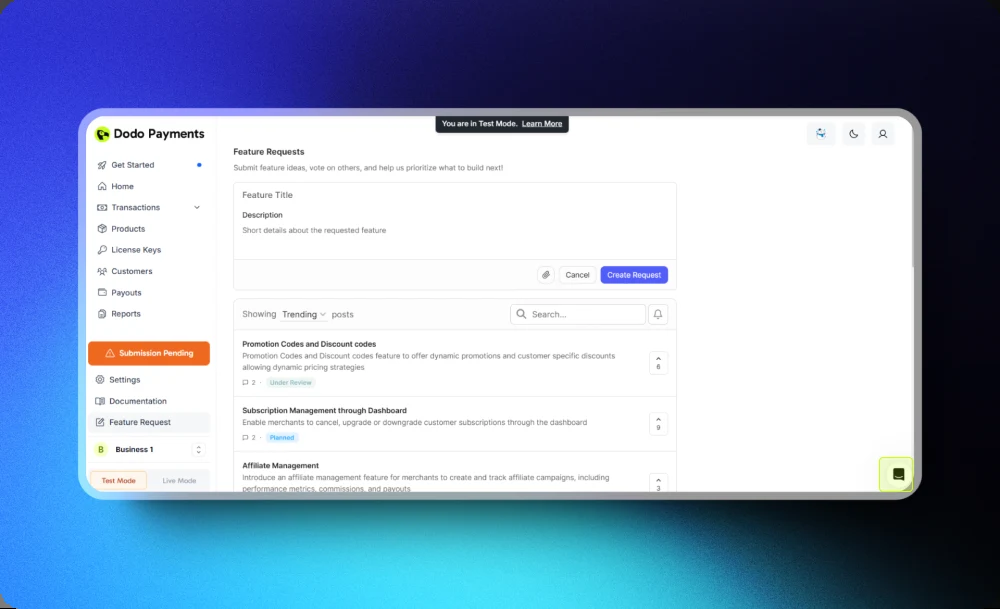 You are in Test Mode. Learn More
Dodo Payments
Get Started
Home
Transactions
Products
License Keys
Customers
Payouts
Reports
Submission Pending
Settings
Documentation
Feature Request
B Business 1
Test Mode Live Mode
Feature Requests
Submit feature ideas, vote on others, and help us prioritize what to build next!
Feature Title
Description
Short details about the requested feature
Cancel Create Request
Showing Trending posts Search...
Promotion Codes and Discount codes
Promotion Codes and Discount codes feature to offer dynamic promotions and customer specific discounts
allowing dynamic pricing strategies
6
2 · Under Review
Subscription Management through Dashboard
Enable merchants to cancel, upgrade or downgrade customer subscriptions through the dashboard
9
2 · Planned
Affiliate Management
Introduce an affiliate management feature for merchants to create and track affiliate campaigns, including
performance metrics, commissions, and payouts
3